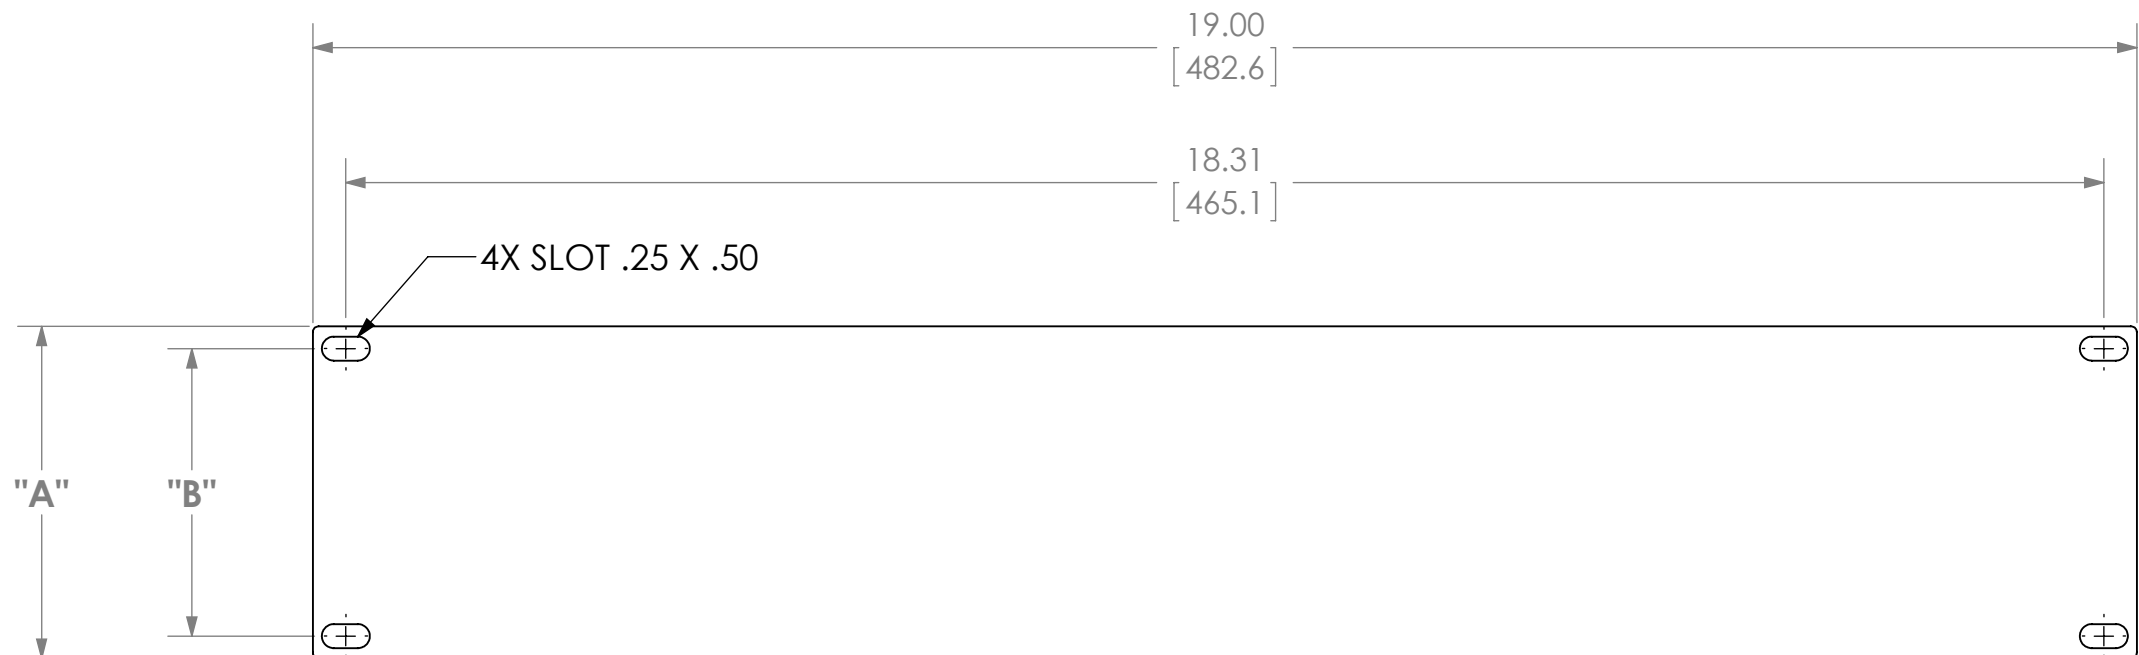 19.00
[482.6]
18.31
[465.1]
4X SLOT .25 X .50
"A"
"B"